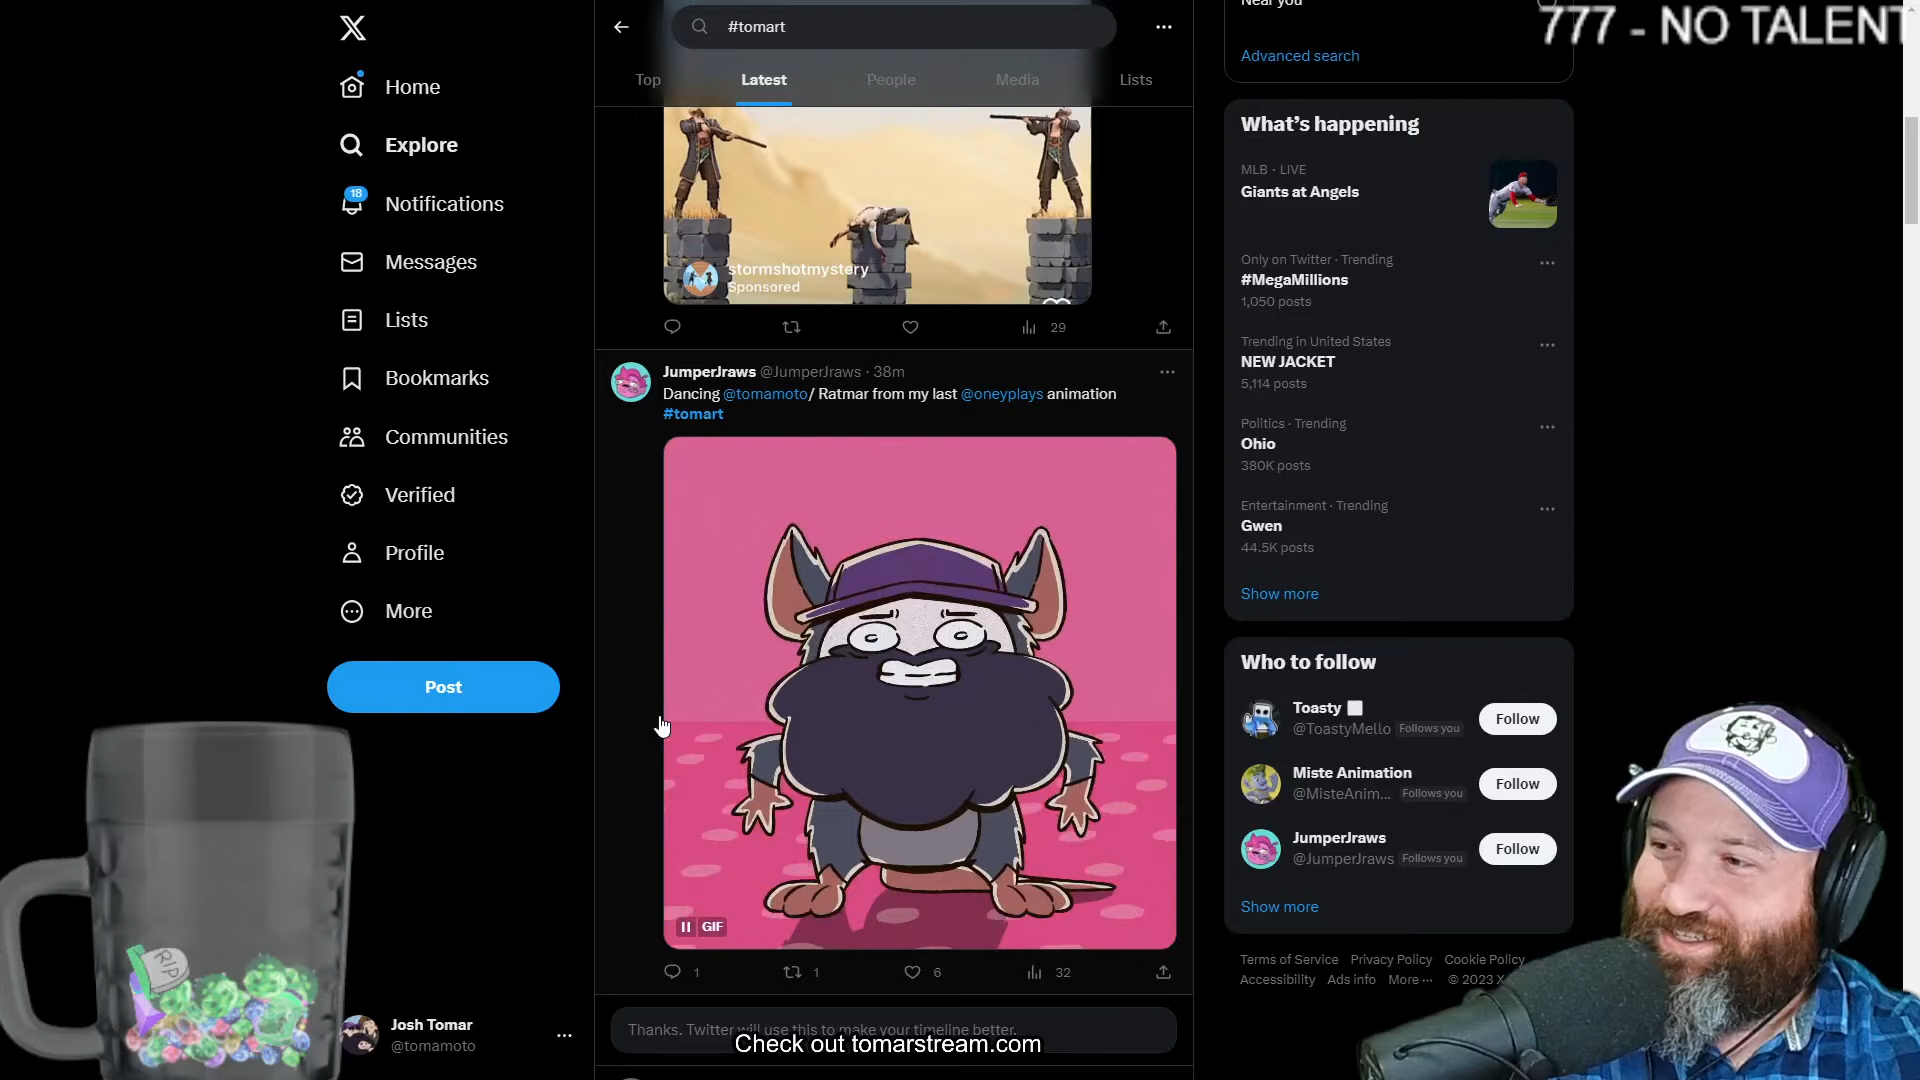 777 - NO TALENT
Home
Explore
18
Notifications
Messages
Lists
Bookmarks
Communities
Verified
Profile
More
Post
RIP
Josh Tomar
@tomamoto
#tomart
Top
Latest
People
Media
Lists
stormshotmystery
Sponsored
29
JumperJraws @JumperJraws · 38m
Dancing @tomamoto/ Ratmar from my last @oneyplays animation
#tomart
GIF
1
1
6
32
Thanks. Twitter will use this to make your timeline better.
Check out tomarstream.com
Near you
Advanced search
What's happening
MLB · LIVE
Giants at Angels
Only on Twitter · Trending
#MegaMillions
1,050 posts
Trending in United States
NEW JACKET
5,114 posts
Politics · Trending
Ohio
380K posts
Entertainment · Trending
Gwen
44.5K posts
Show more
Who to follow
Toasty
@ToastyMello Follows you
Follow
Miste Animation
@MisteAnim... Follows you
Follow
JumperJraws
@JumperJraws Follows you
Follow
Show more
Terms of Service Privacy Policy Cookie Policy
Accessibility Ads info More ··· © 2023 X